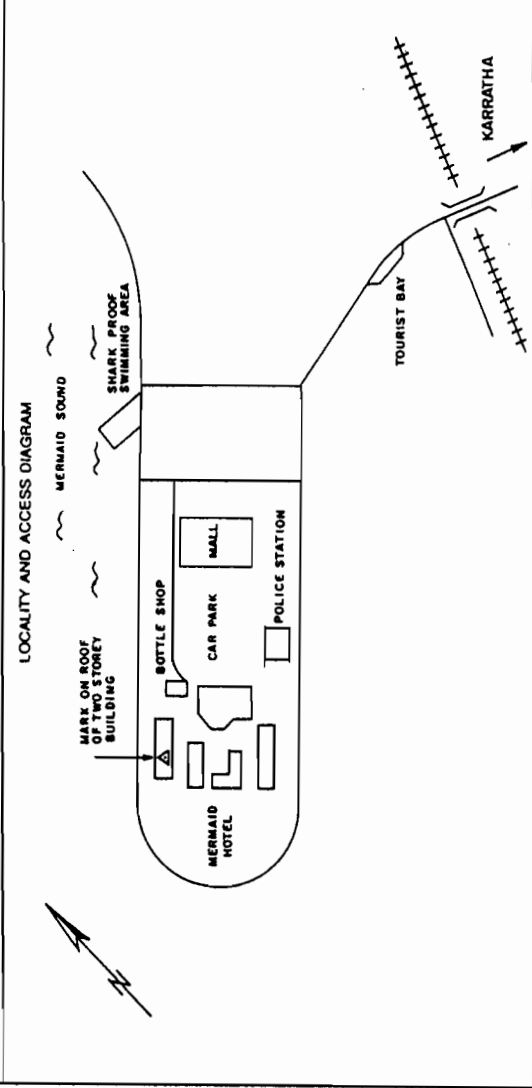 LOCALITY AND ACCESS DIAGRAM
MERMAID SOUND
SHARK PROOF
SWIMMING AREA
MARK ON ROOF
OF TWO STOREY
BUILDING
BOTTLE SHOP
CAR PARK
MALL
POLICE STATION
MERMAID
HOTEL
TOURIST BAY
KARRATHA
N